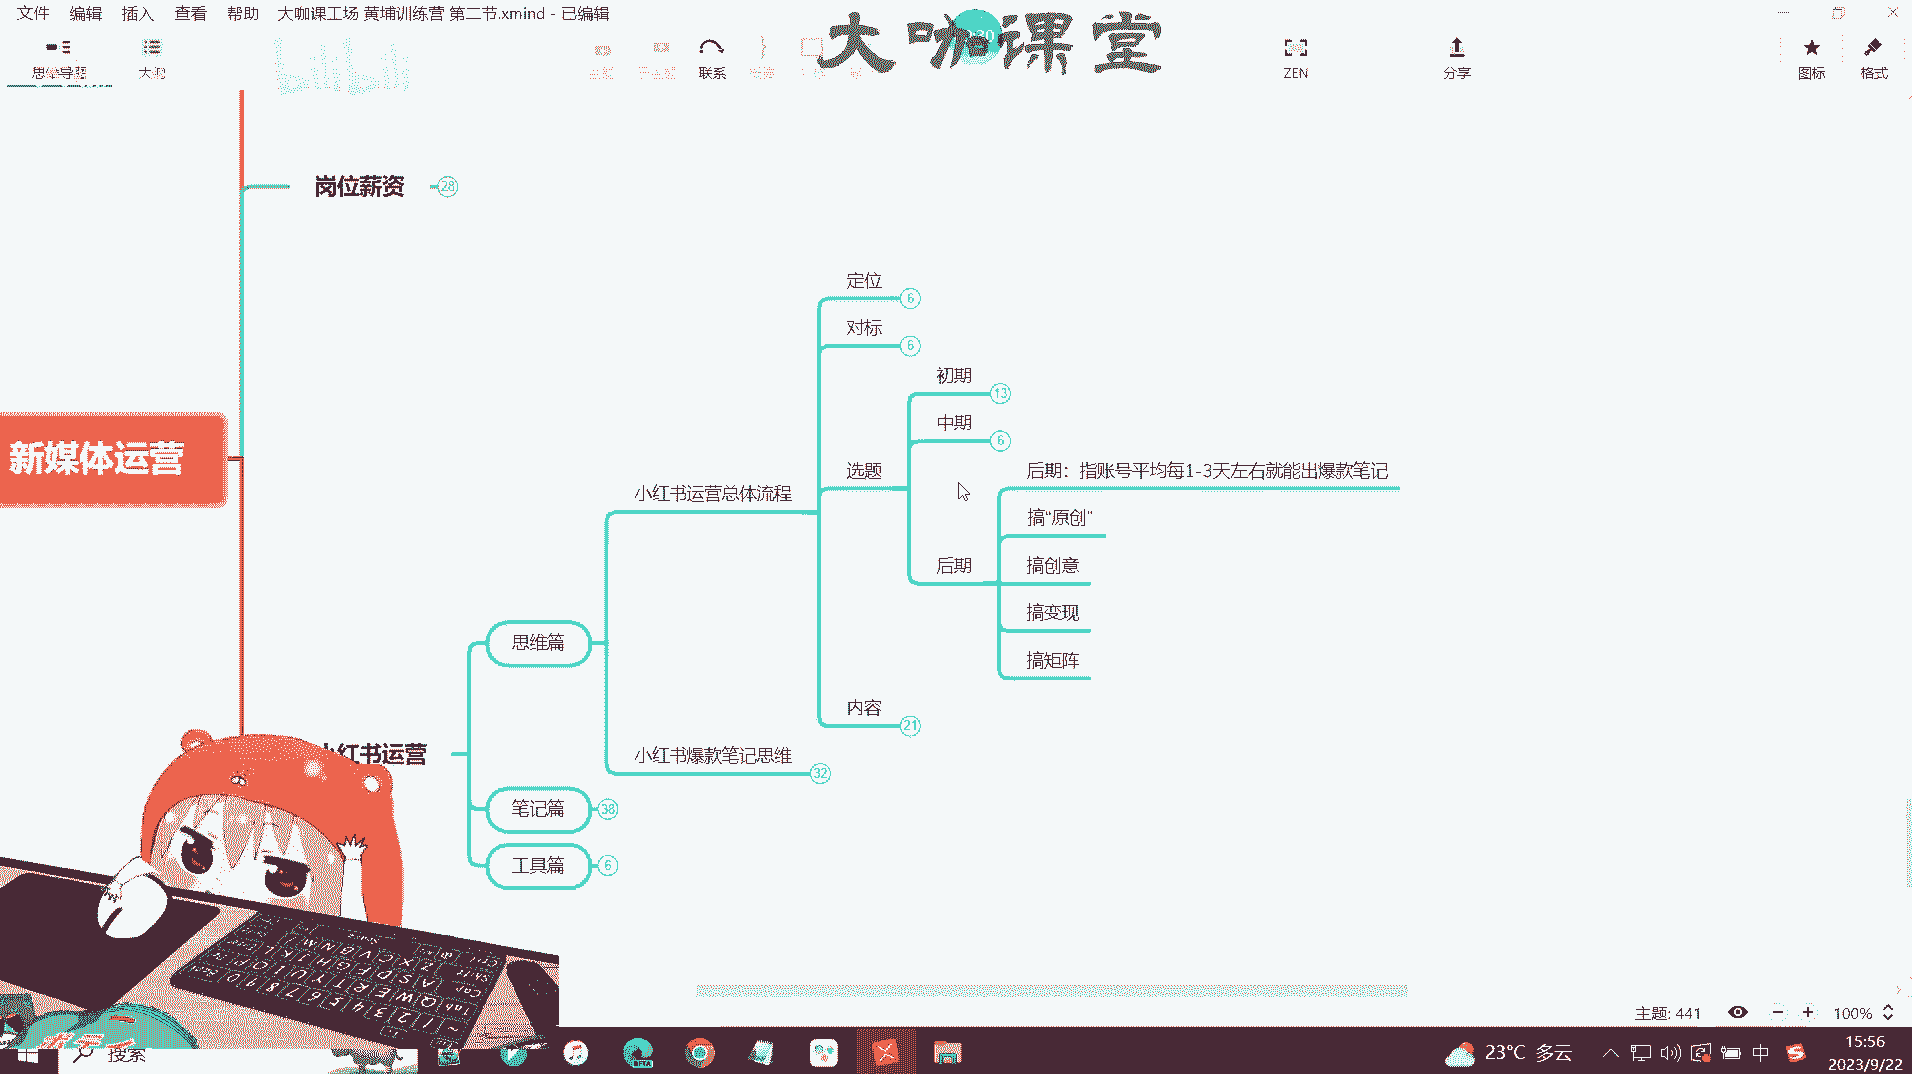 文件 编辑 插入 查看 帮助 大咖课工场 黄埔训练营 第二节.xmind - 已编辑
大咖课堂
思维导图 大纲 联系 ZEN 分享 图标 格式
岗位薪资 28
定位 6
对标 6
初期 13
中期 6
选题
后期：指账号平均每1-3天左右就能出爆款笔记
新媒体运营
小红书运营总体流程
搞“原创”
后期
搞创意
搞变现
思维篇
搞矩阵
内容 21
小红书运营
小红书爆款笔记思维 32
笔记篇 38
工具篇 6
主题: 441 100%
搜索
BETA
23°C 多云
中
15:56
2023/9/22